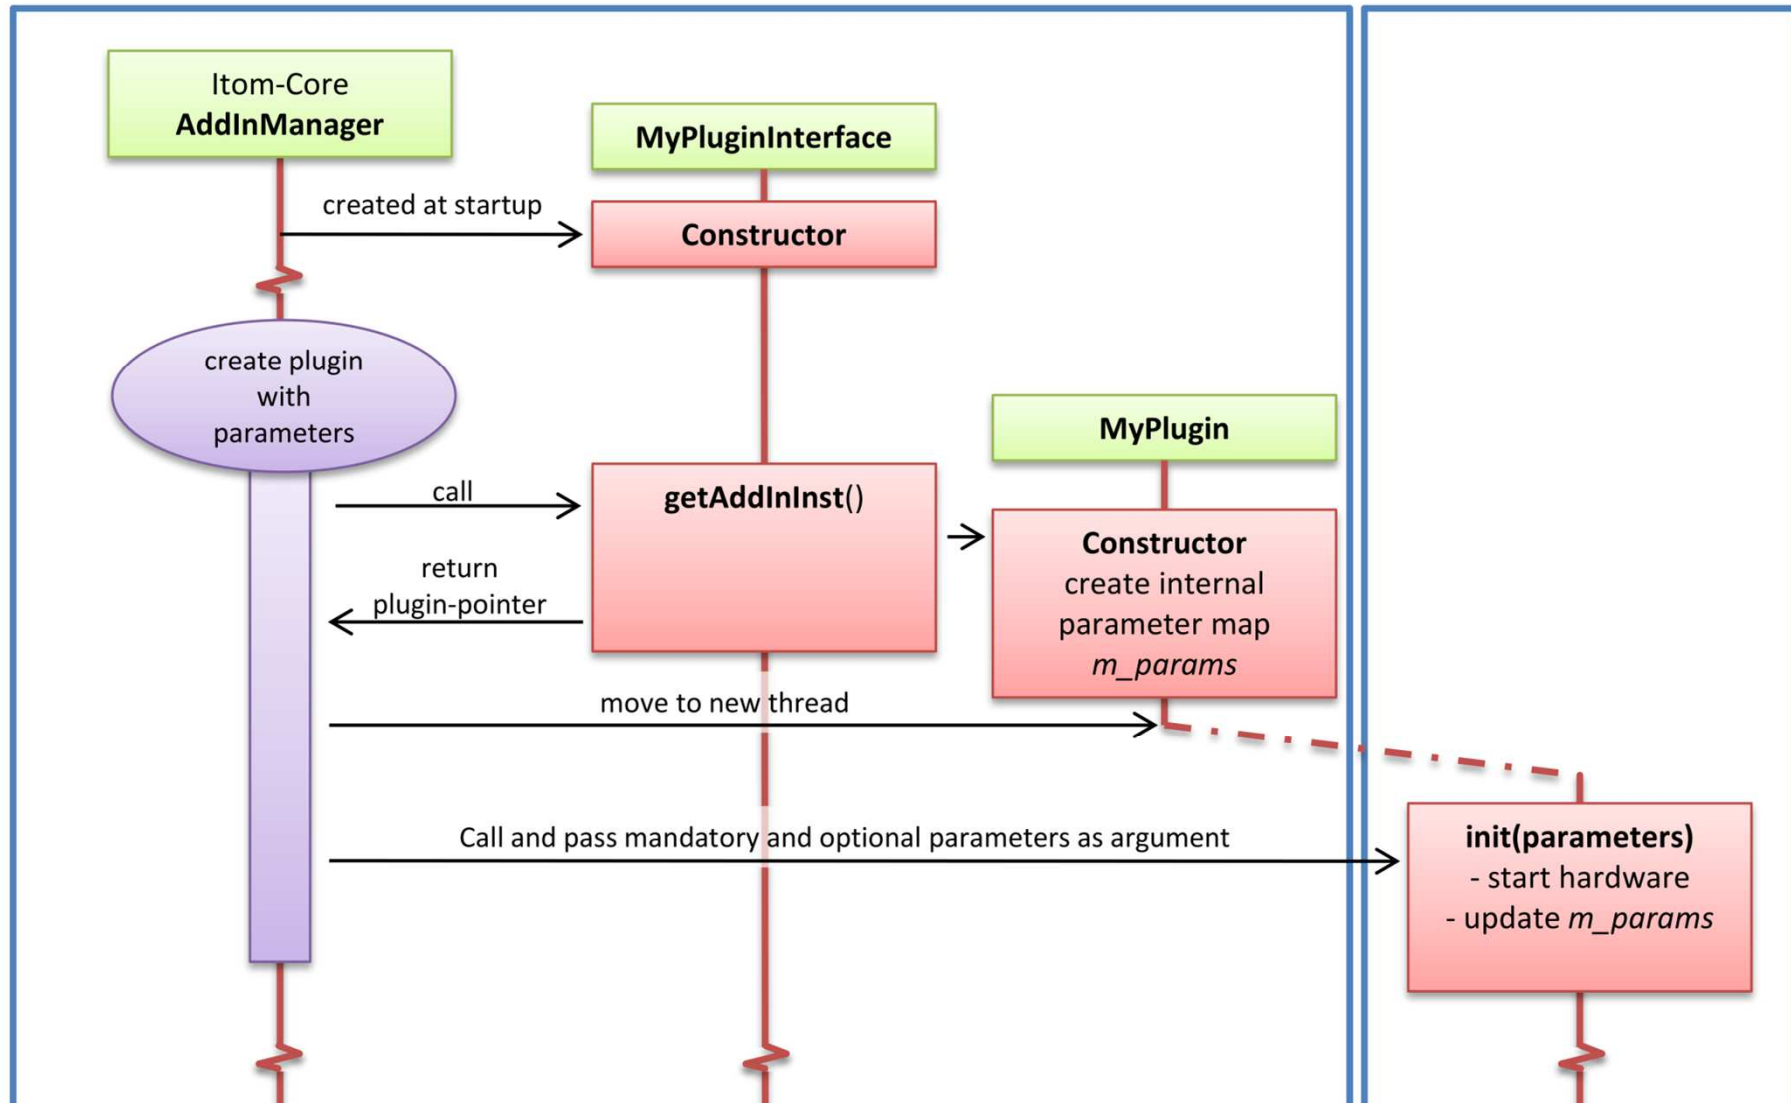 Itom-Core
AddInManager
MyPluginInterface
created at startup
Constructor
create plugin
with
parameters
MyPlugin
call
getAddInInst()
Constructor
create internal
parameter map
m_params
return
plugin-pointer
move to new thread
Call and pass mandatory and optional parameters as argument
init(parameters)
- start hardware
- update m_params